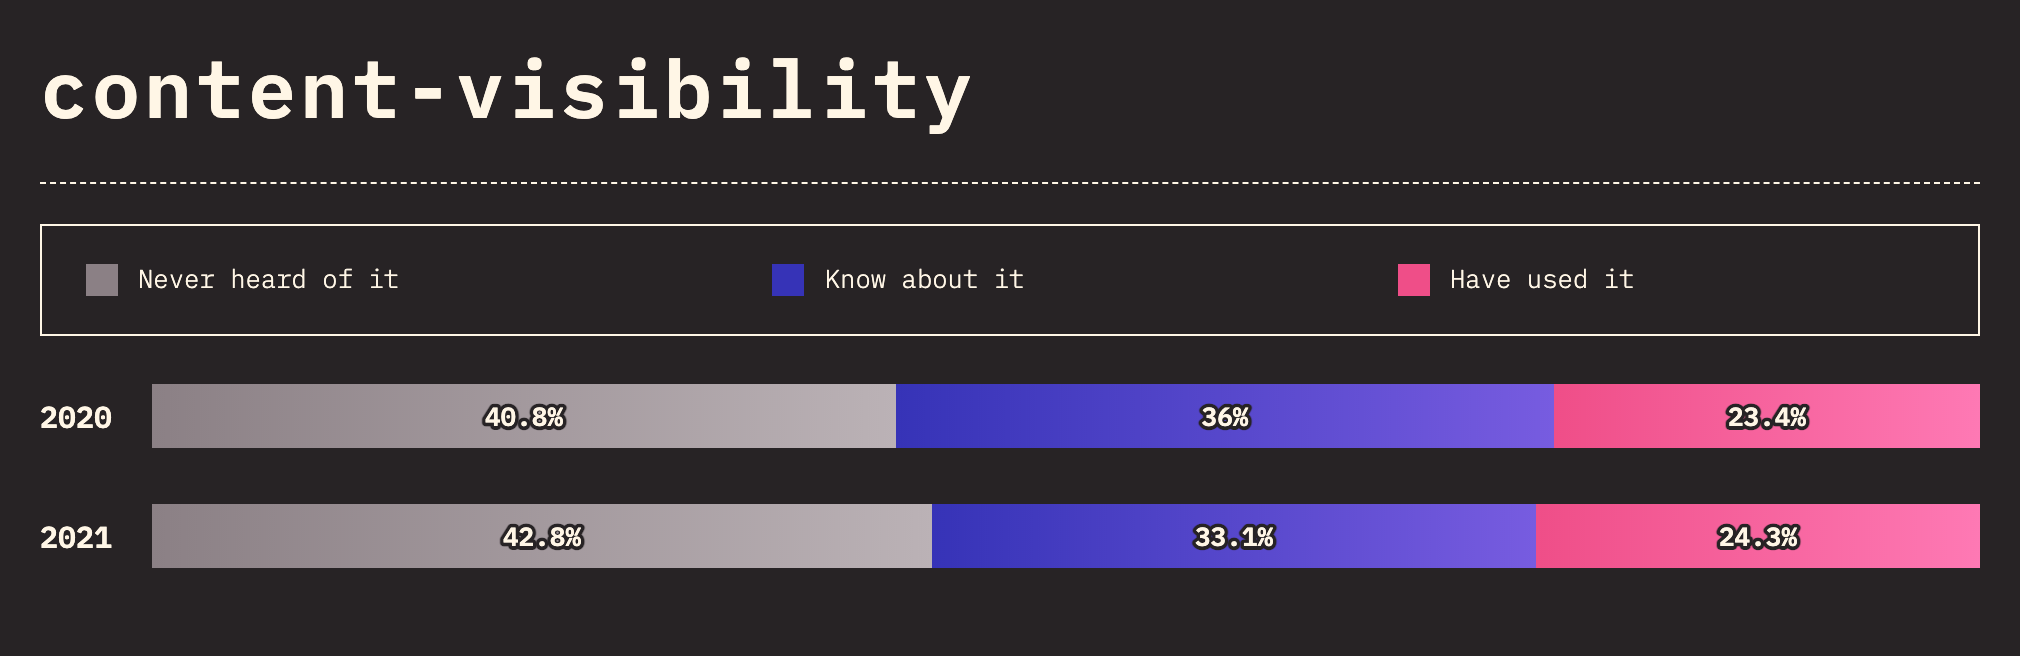 content-visibility
Never heard of it Know about it Have used it
2020 40.8% 36% 23.4%
2021 42.8% 33.1% 24.3%